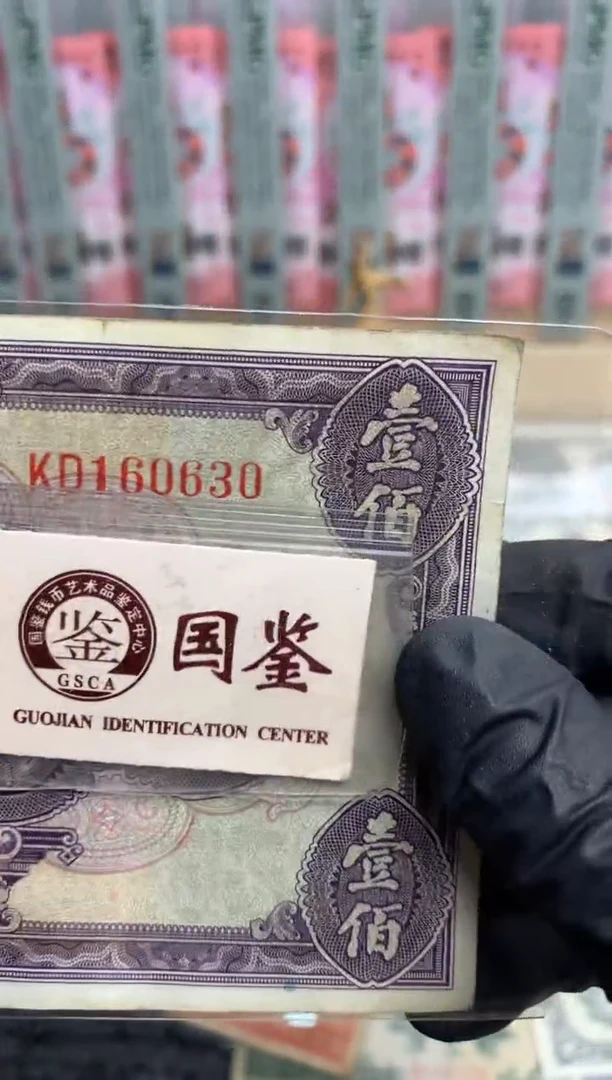 壹佰
KD160630
国鉴钱币艺术品鉴定中心
鉴
GSCA
国鉴
GUOJIAN IDENTIFICATION CENTER
壹佰